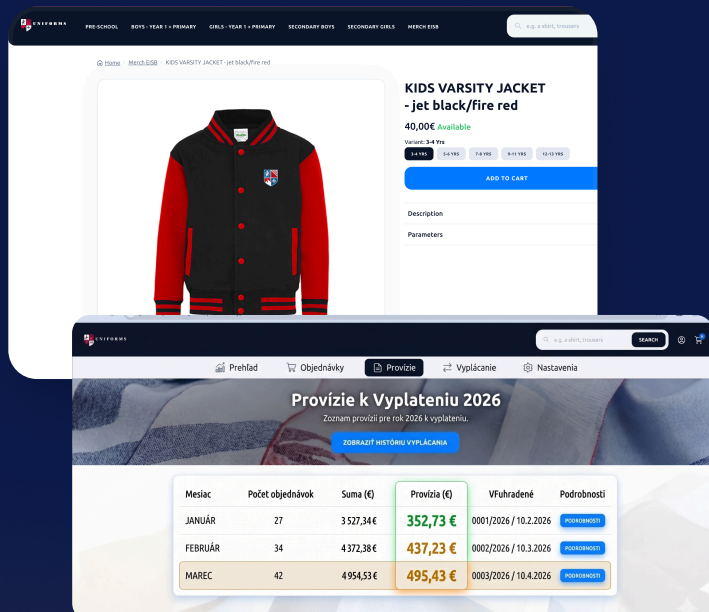 UNIFORMS
PRE-SCHOOL BOYS - YEAR 1 + PRIMARY GIRLS - YEAR 1 + PRIMARY SECONDARY BOYS SECONDARY GIRLS MERCH EISB
e.g. a shirt, trousers
Home Merch EISB KIDS VARSITY JACKET - jet black/fire red
KIDS VARSITY JACKET
- jet black/fire red
40,00€ Available
Variant: 3-4 Yrs
3-4 YRS 5-6 YRS 7-8 YRS 9-11 YRS 12-13 YRS
ADD TO CART
Description
Parameters
UNIFORMS
e.g. a shirt, trousers SEARCH
Prehľad Objednávky Provízie Vyplácanie Nastavenia
Provízie k Vyplateniu 2026
Zoznam provízií pre rok 2026 k vyplateniu.
ZOBRAZIŤ HISTÓRIU VYPLÁCANIA
Mesiac Počet objednávok Suma (€) Provízia (€) VFuhradené Podrobnosti
JANUÁR 27 3 527,34 € 352,73 € 0001/2026 / 10.2.2026 PODROBNOSTI
FEBRUÁR 34 4 372,38 € 437,23 € 0002/2026 / 10.3.2026 PODROBNOSTI
MAREC 42 4 954,53 € 495,43 € 0003/2026 / 10.4.2026 PODROBNOSTI